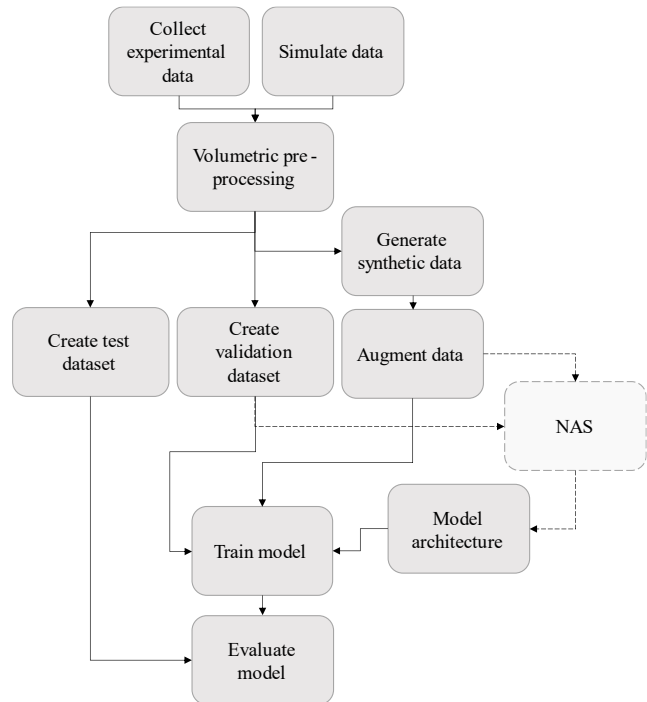 Collect
experimental
data
Simulate data
Volumetric pre -
processing
Generate
synthetic data
Create test
dataset
Create
validation
dataset
Augment data
NAS
Train model
Model
architecture
Evaluate
model